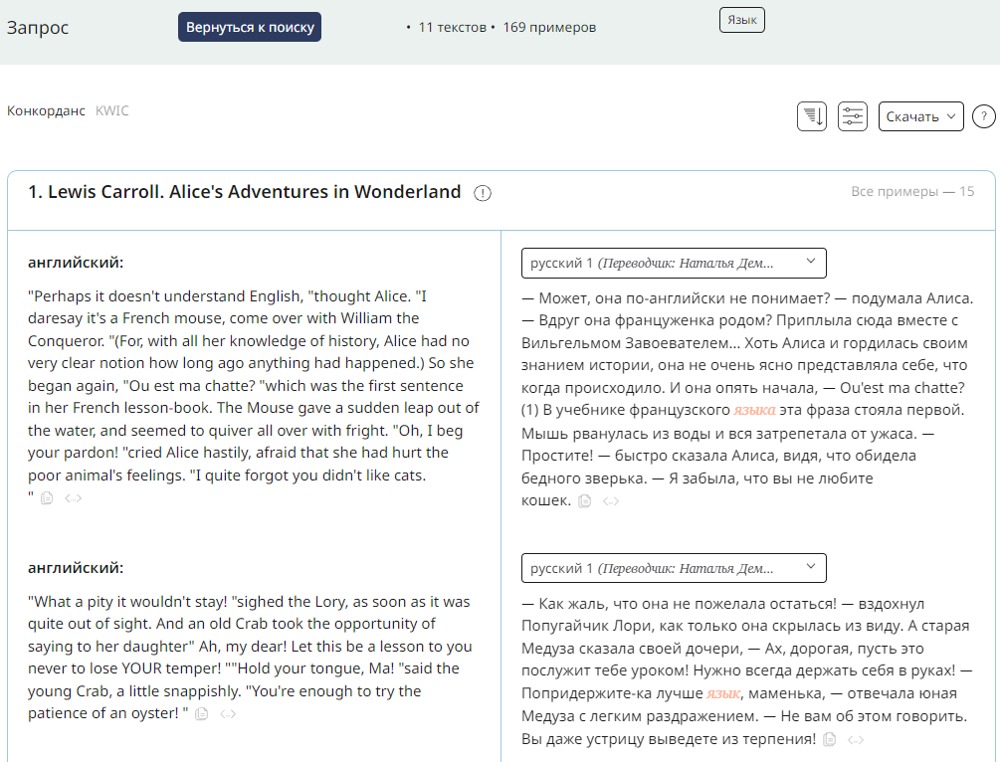 Запрос
Вернуться к поиску
• 11 текстов • 169 примеров
Язык
Конкорданс KWIC
Скачать
?
1. Lewis Carroll. Alice's Adventures in Wonderland
Все примеры — 15
английский:
"Perhaps it doesn't understand English, "thought Alice. "I
daresay it's a French mouse, come over with William the
Conqueror. "(For, with all her knowledge of history, Alice had no
very clear notion how long ago anything had happened.) So she
began again, "Ou est ma chatte? "which was the first sentence
in her French lesson-book. The Mouse gave a sudden leap out of
the water, and seemed to quiver all over with fright. "Oh, I beg
your pardon! "cried Alice hastily, afraid that she had hurt the
poor animal's feelings. "I quite forgot you didn't like cats.
"
русский 1 (Переводчик: Наталья Дем...
— Может, она по-английски не понимает? — подумала Алиса.
— Вдруг она француженка родом? Приплыла сюда вместе с
Вильгельмом Завоевателем... Хоть Алиса и гордилась своим
знанием истории, она не очень ясно представляла себе, что
когда происходило. И она опять начала, — Ou'est ma chatte?
(1) В учебнике французского языка эта фраза стояла первой.
Мышь рванулась из воды и вся затрепетала от ужаса. —
Простите! — быстро сказала Алиса, видя, что обидела
бедного зверька. — Я забыла, что вы не любите
кошек.
английский:
"What a pity it wouldn't stay! "sighed the Lory, as soon as it was
quite out of sight. And an old Crab took the opportunity of
saying to her daughter" Ah, my dear! Let this be a lesson to you
never to lose YOUR temper! ""Hold your tongue, Ma! "said the
young Crab, a little snappishly. "You're enough to try the
patience of an oyster! "
русский 1 (Переводчик: Наталья Дем...
— Как жаль, что она не пожелала остаться! — вздохнул
Попугайчик Лори, как только она скрылась из виду. А старая
Медуза сказала своей дочери, — Ах, дорогая, пусть это
послужит тебе уроком! Нужно всегда держать себя в руках! —
Попридержите-ка лучше язык, маменька, — отвечала юная
Медуза с легким раздражением. — Не вам об этом говорить.
Вы даже устрицу выведете из терпения!